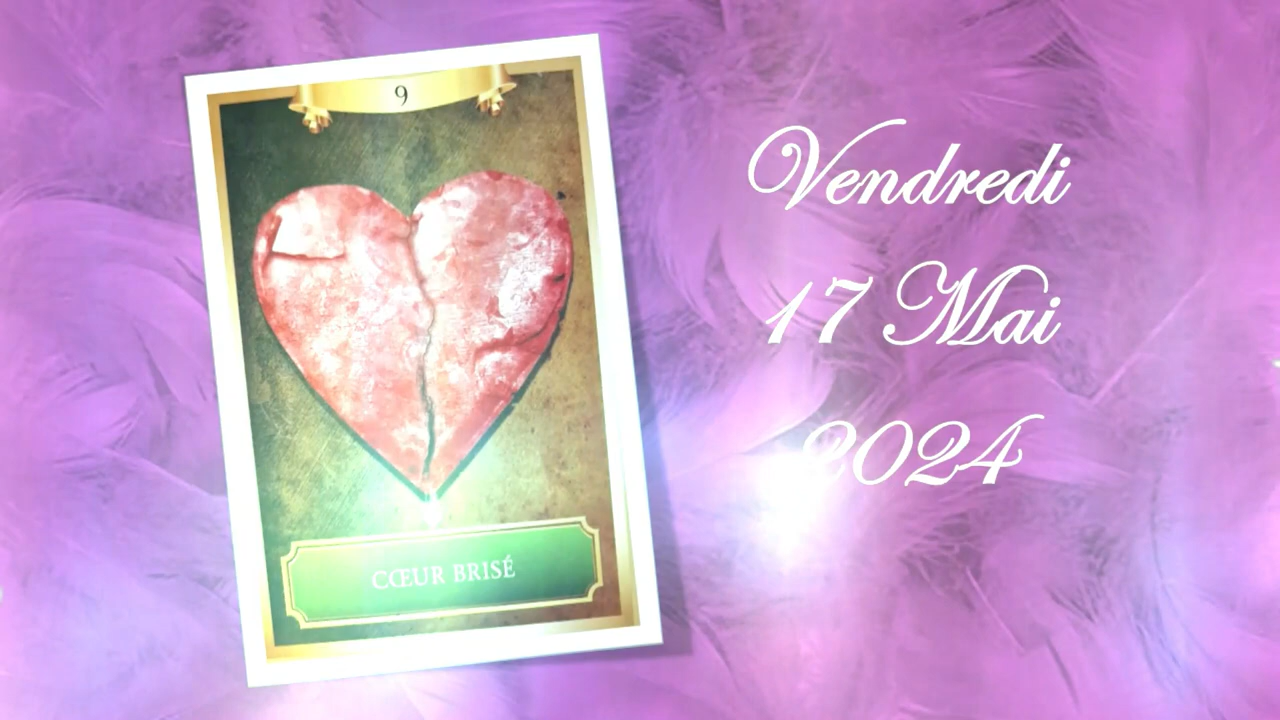 9
CŒUR BRISÉ
Vendredi
17 Mai
2024